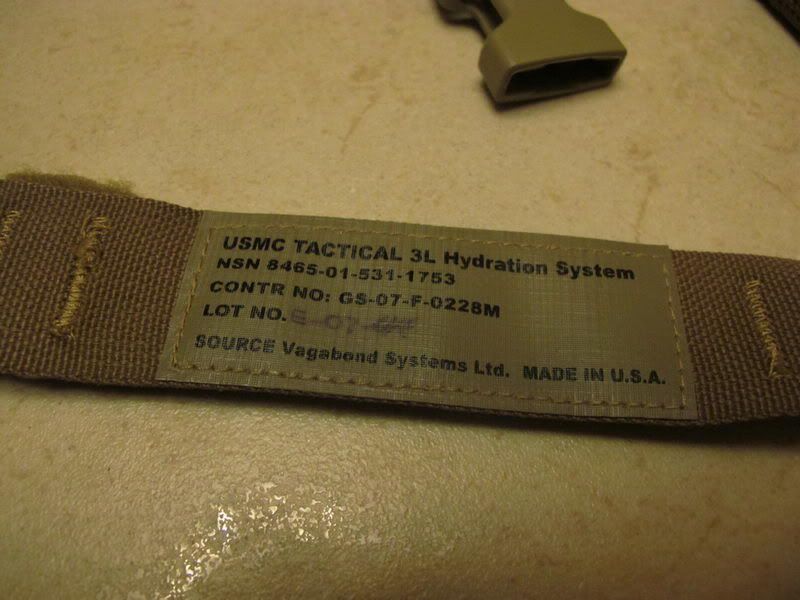 USMC TACTICAL 3L Hydration System
NSN 8465-01-531-1753
CONTR NO: GS-07-F-0228M
LOT NO.
SOURCE Vagabond Systems Ltd. MADE IN U.S.A.